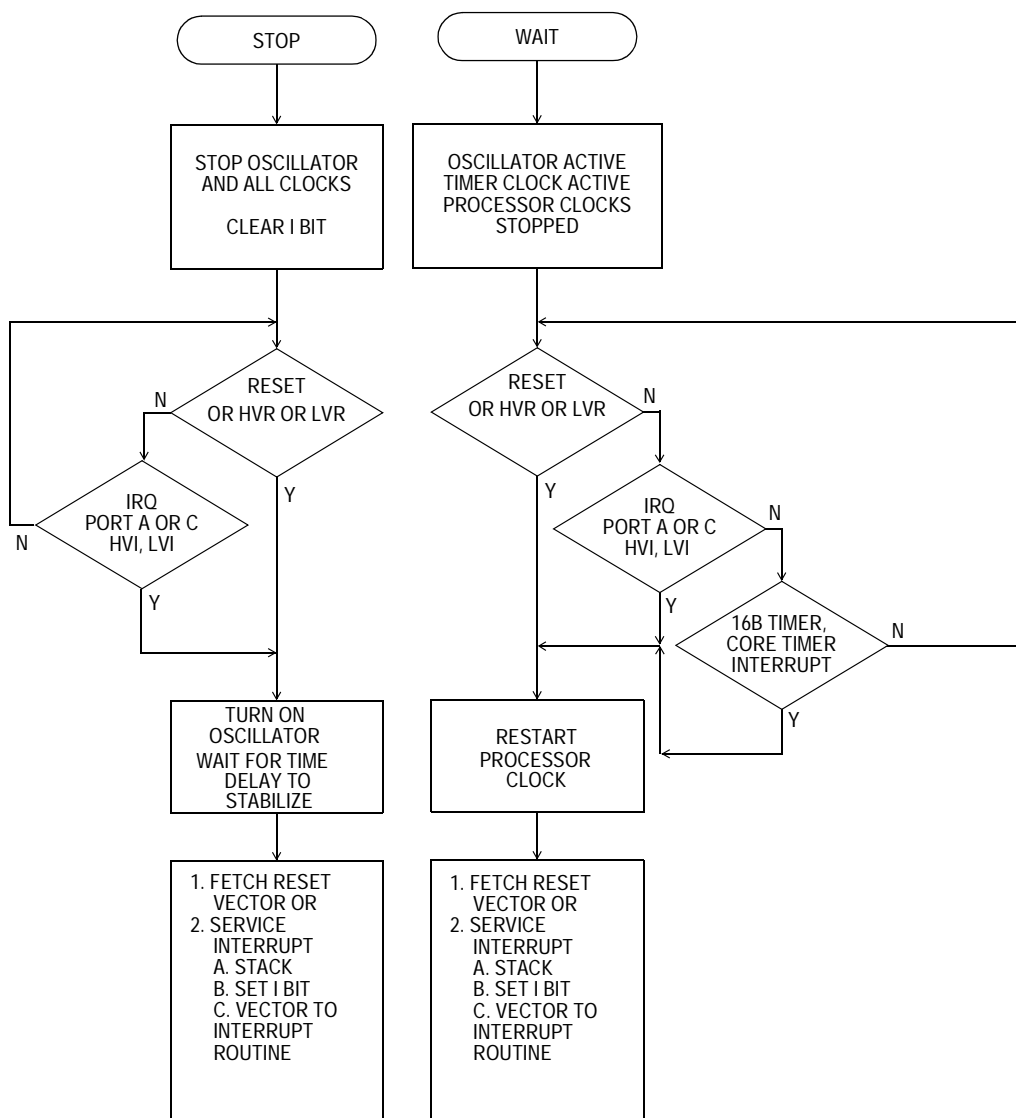 STOP
STOP OSCILLATOR
AND ALL CLOCKS
CLEAR I BIT
RESET
OR HVR OR LVR
N
Y
IRQ
PORT A OR C
HVI, LVI
N
Y
TURN ON
OSCILLATOR
WAIT FOR TIME
DELAY TO
STABILIZE
1. FETCH RESET
VECTOR OR
2. SERVICE
INTERRUPT
A. STACK
B. SET I BIT
C. VECTOR TO
INTERRUPT
ROUTINE
WAIT
OSCILLATOR ACTIVE
TIMER CLOCK ACTIVE
PROCESSOR CLOCKS
STOPPED
RESET
OR HVR OR LVR
N
Y
IRQ
PORT A OR C
HVI, LVI
N
Y
16B TIMER,
CORE TIMER
INTERRUPT
N
Y
RESTART
PROCESSOR
CLOCK
1. FETCH RESET
VECTOR OR
2. SERVICE
INTERRUPT
A. STACK
B. SET I BIT
C. VECTOR TO
INTERRUPT
ROUTINE